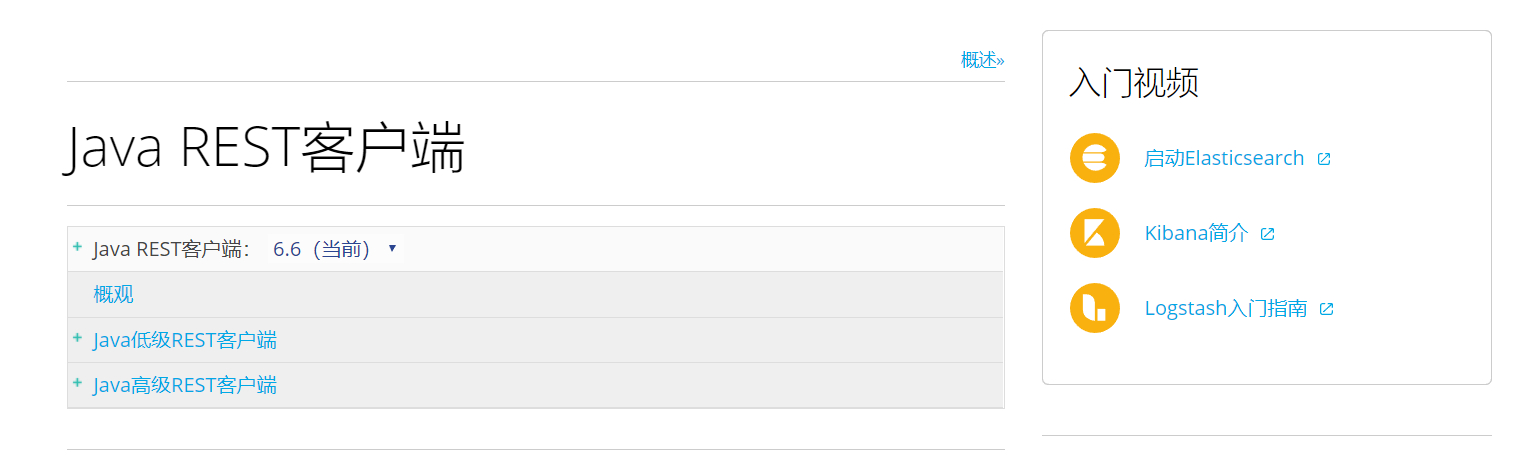 概述»
Java REST客户端
+ Java REST客户端： 6.6（当前） ▾
概观
+ Java低级REST客户端
+ Java高级REST客户端
入门视频
启动Elasticsearch
Kibana简介
Logstash入门指南